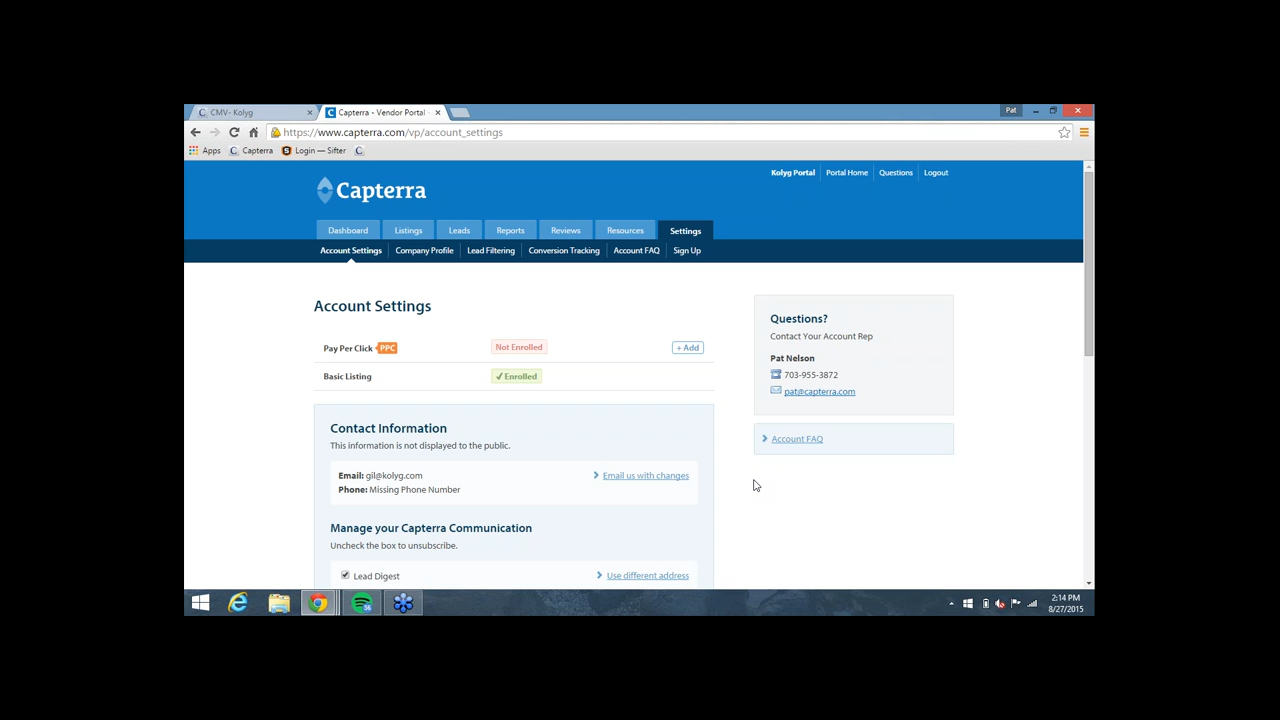 CMV- Kolyg
Capterra - Vendor Portal
Pat
https://www.capterra.com/vp/account_settings
Apps Capterra Login — Sifter
Kolyg Portal Portal Home Questions Logout
Capterra
Dashboard Listings Leads Reports Reviews Resources Settings
Account Settings Company Profile Lead Filtering Conversion Tracking Account FAQ Sign Up
Account Settings
Pay Per Click PPC Not Enrolled + Add
Basic Listing ✓ Enrolled
Contact Information
This information is not displayed to the public.
Email: gil@kolyg.com Email us with changes
Phone: Missing Phone Number
Manage your Capterra Communication
Uncheck the box to unsubscribe.
Lead Digest Use different address
Questions?
Contact Your Account Rep
Pat Nelson
703-955-3872
pat@capterra.com
Account FAQ
2:14 PM
8/27/2015